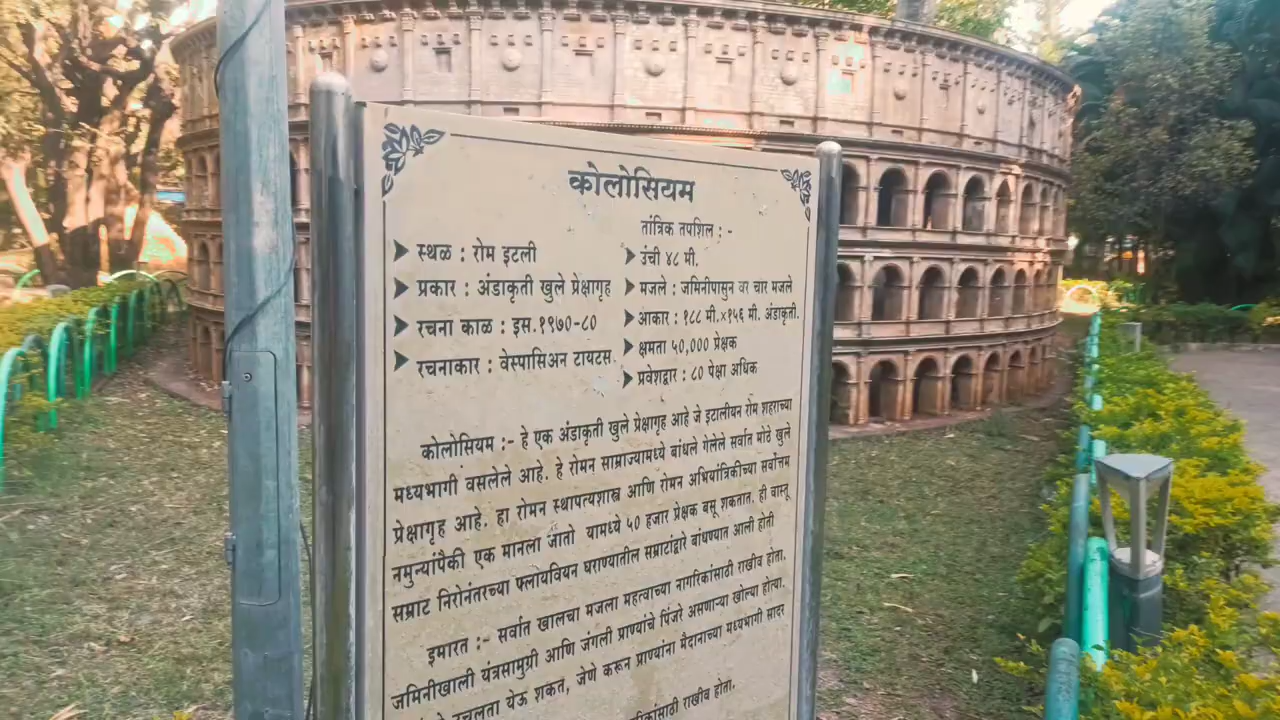 कोलोसियम
स्थळ : रोम इटली
प्रकार : अंडाकृती खुले प्रेक्षागृह
रचना काळ : इस.१९७०-८०
रचनाकार : वेस्पासिअन टायटस
तांत्रिक तपशिल : -
उंची ४८ मी.
मजले : जमिनीपासुन वर चार मजले
आकार : १८८ मी.×१५६ मी. अंडाकृती.
क्षमता ५०,००० प्रेक्षक
प्रवेशद्वार : ८० पेक्षा अधिक
कोलोसियम :- हे एक अंडाकृती खुले प्रेक्षागृह आहे जे इटालीयन रोम शहराच्या
मध्यभागी वसलेले आहे. हे रोमन साम्राज्यामध्ये बांधले गेलेले सर्वात मोठे खुले
प्रेक्षागृह आहे. हा रोमन स्थापत्यशास्त्र आणि रोमन अभियांत्रिकीच्या सर्वोत्तम
नमुन्यांपैकी एक मानला जातो यामध्ये ५० हजार प्रेक्षक बसू शकतात. ही वास्तू
सम्राट निरोनंतरच्या फ्लायवियन घराण्यातील सम्राटांद्वारे बांधण्यात आली होती
इमारत :- सर्वात खालचा मजला महत्वाच्या नागरिकांसाठी राखीव होता.
जमिनीखाली यंत्रसामुग्री आणि जंगली प्राण्यांचे पिंजरे असणाऱ्या खोल्या होत्या.
उचलता येऊ शकत, जेणे करून प्राण्यांना मैदानाच्या मध्यभागी सादर
राखीव होता.